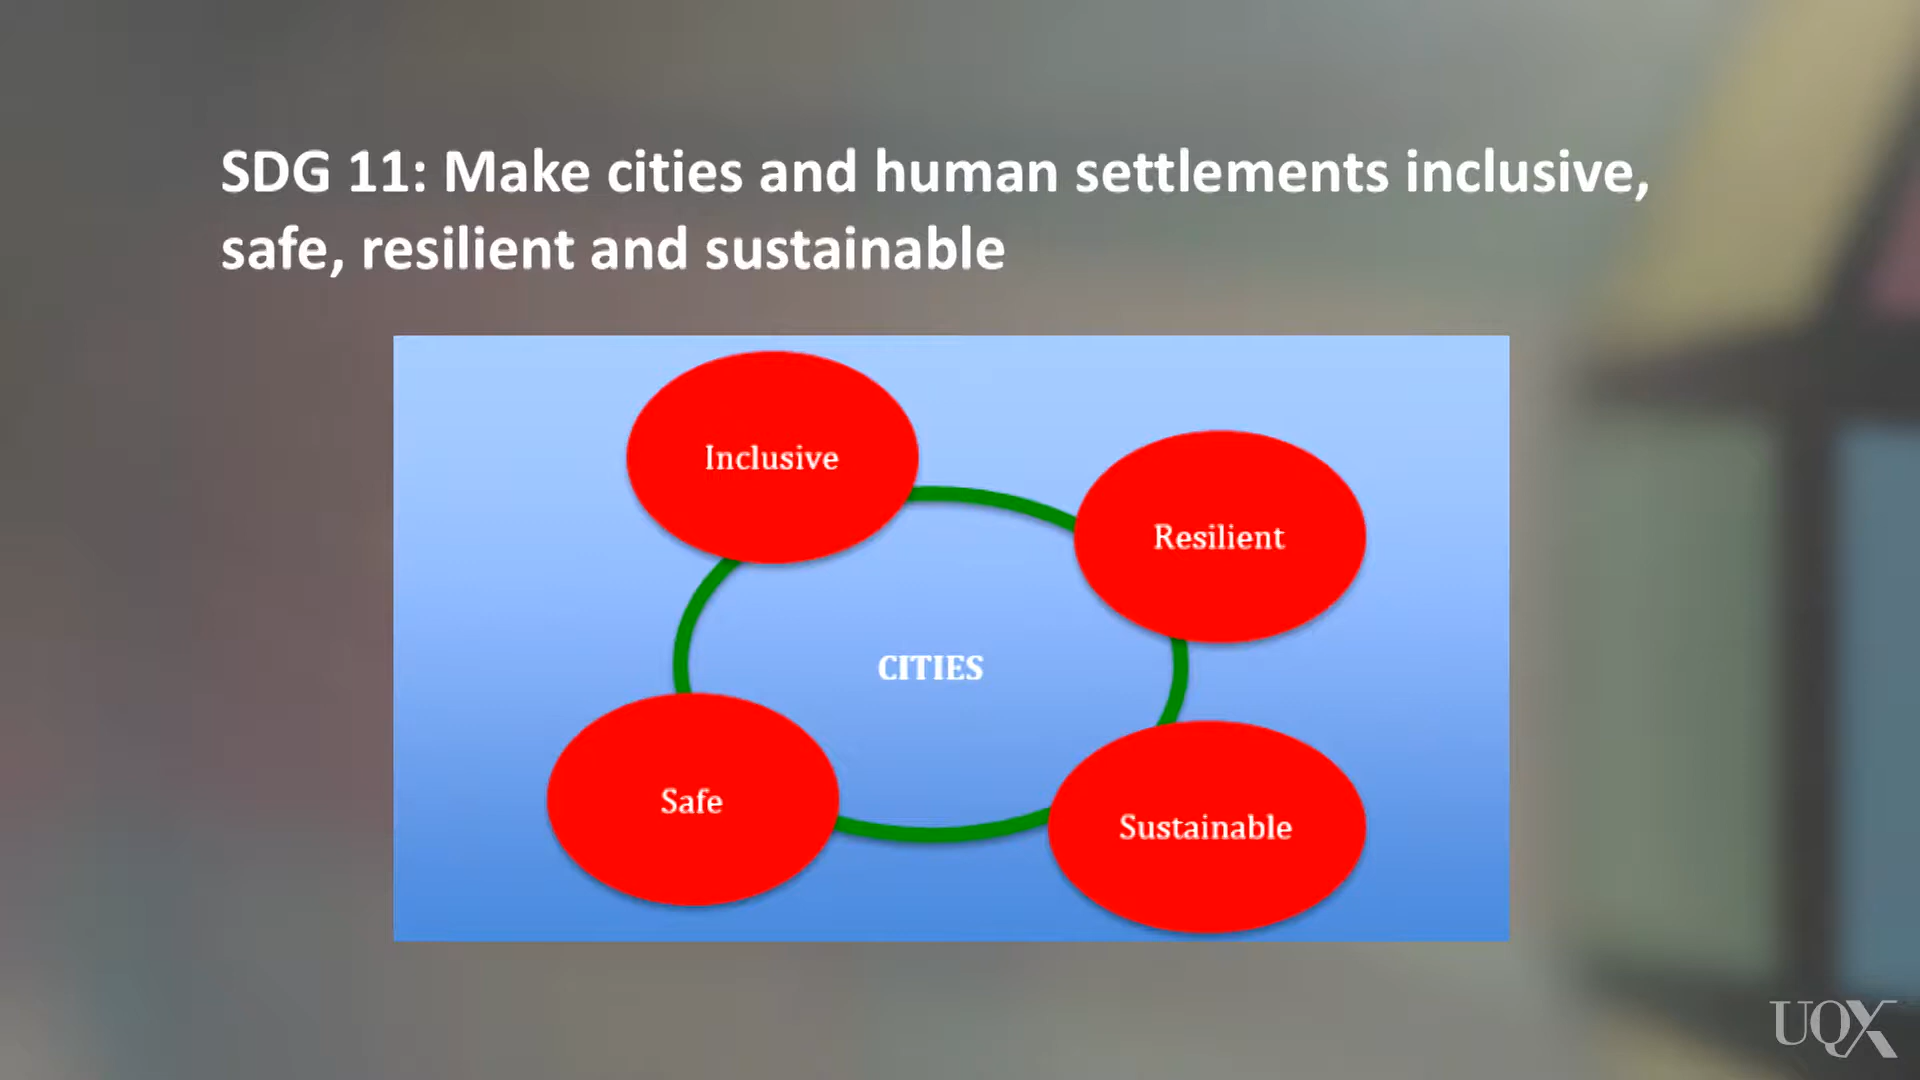 SDG 11: Make cities and human settlements inclusive,
safe, resilient and sustainable
Inclusive
Resilient
CITIES
Safe
Sustainable
UQX